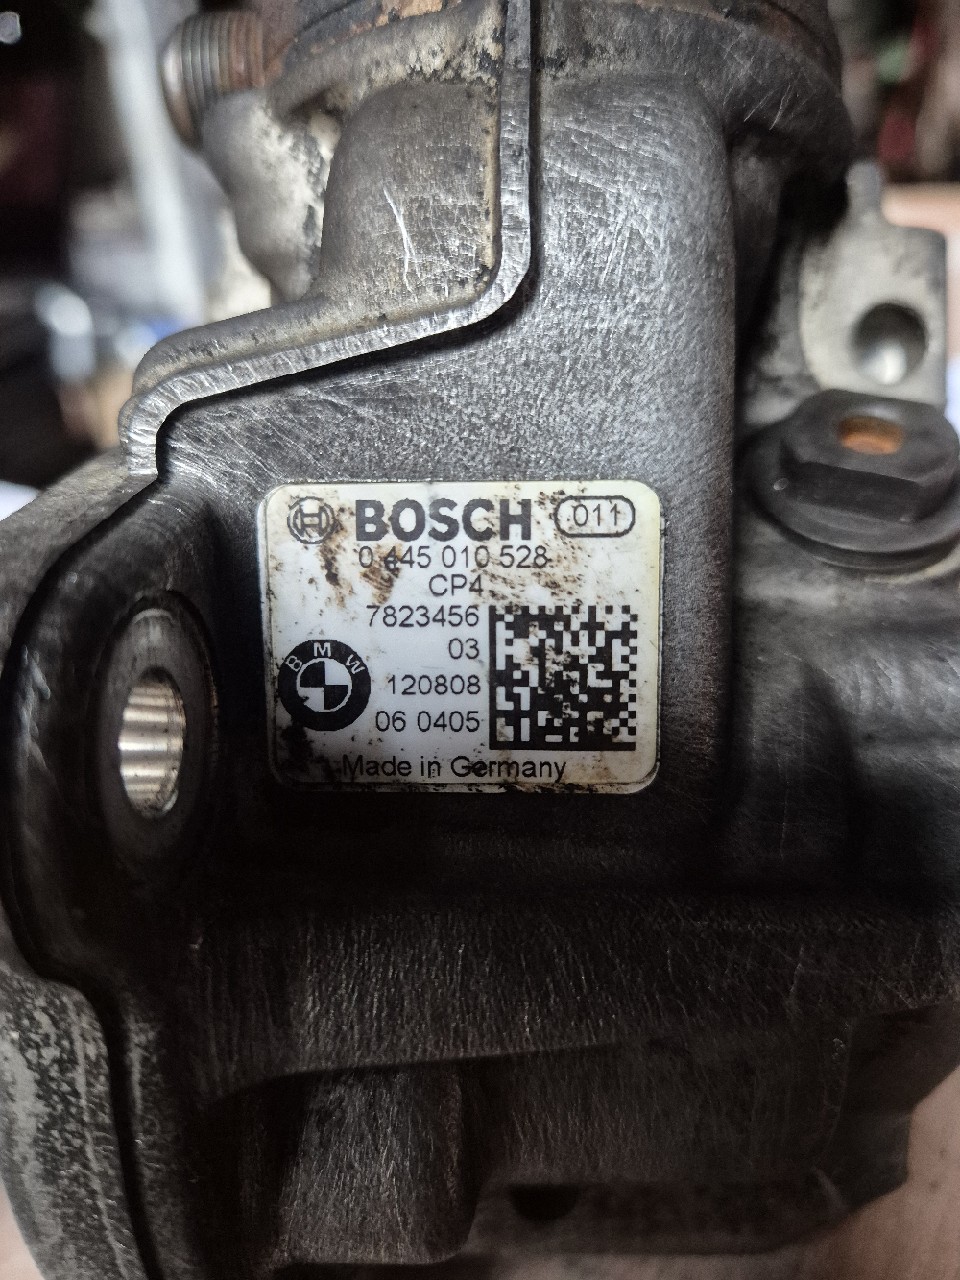 BOSCH 011
0 445 010 528
CP4
7823456
03
BMW
120808
06 0405
Made in Germany